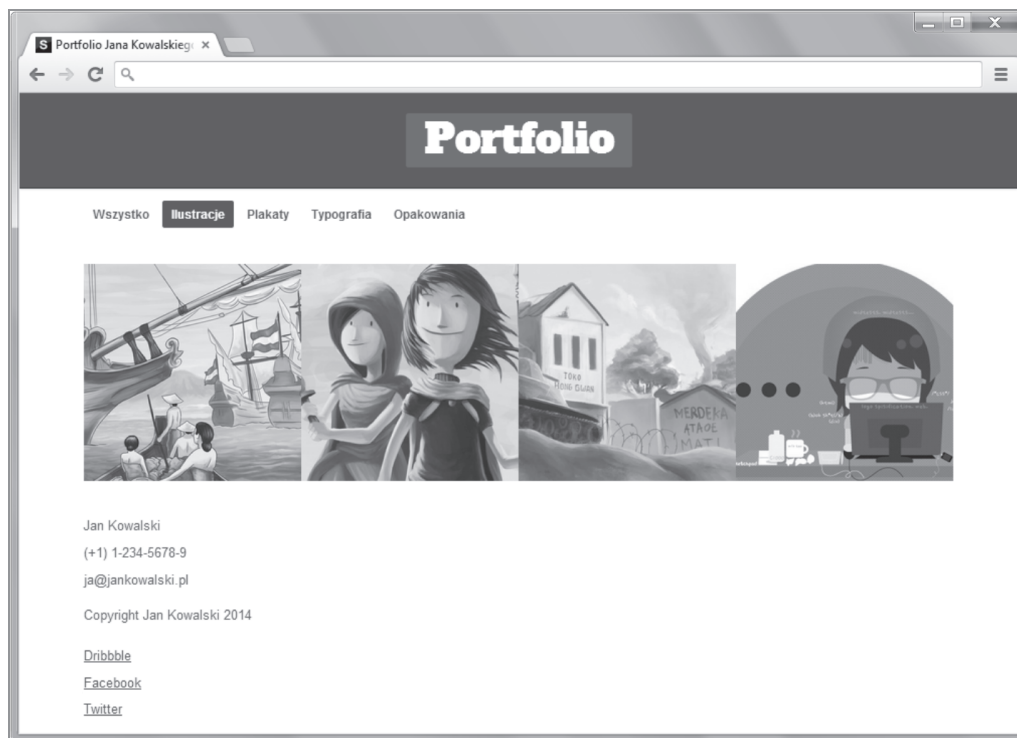 S Portfolio Jana Kowalskieg
Portfolio
Wszystko Ilustracje Plakaty Typografia Opakowania
TOKO
HONG
MERDEKA
ATAOE
MATI
Jan Kowalski
(+1) 1-234-5678-9
ja@jankowalski.pl
Copyright Jan Kowalski 2014
Dribbble
Facebook
Twitter